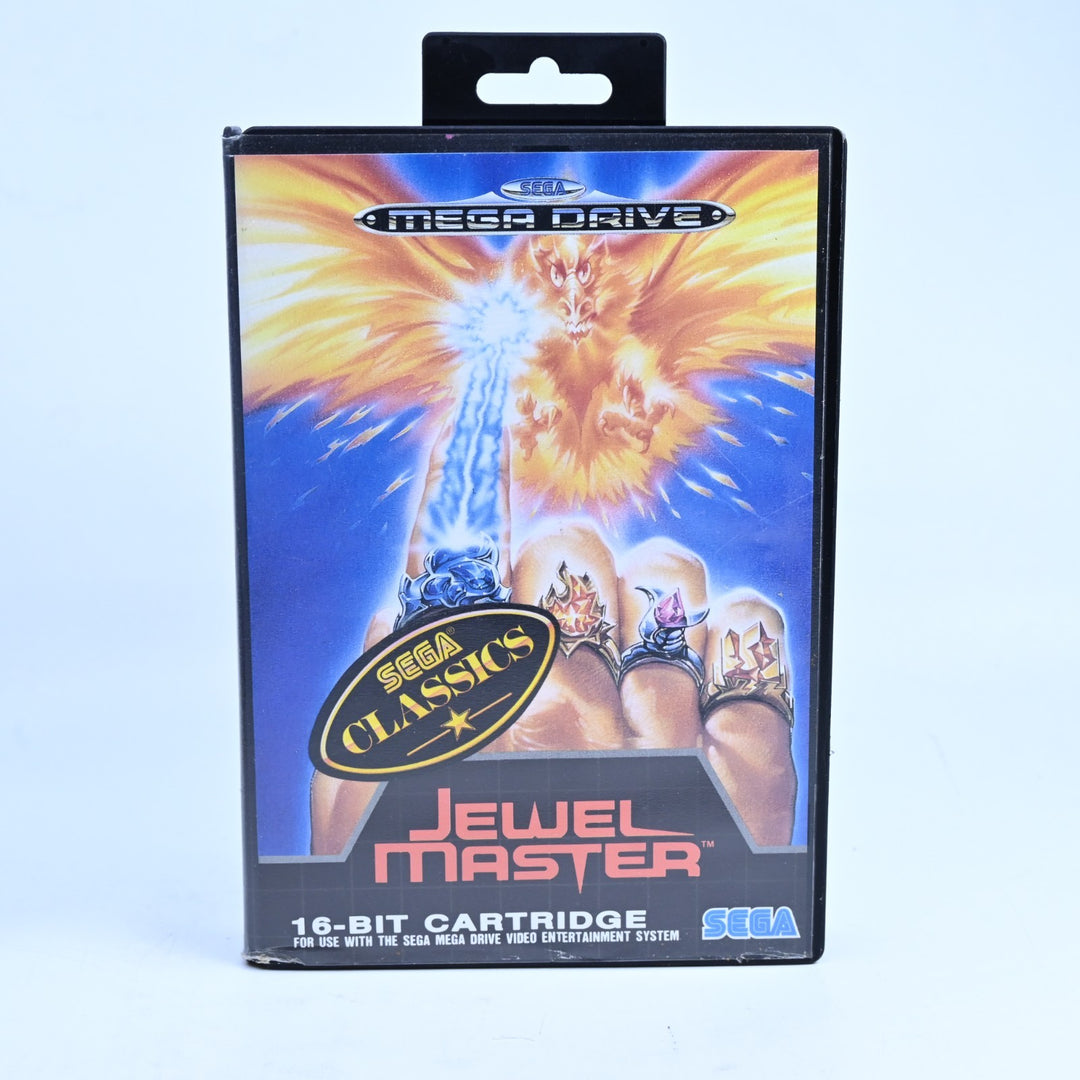 SEGA
MEGA DRIVE
SEGA®
CLASSICS
JEWEL
MASTER™
16-BIT CARTRIDGE
FOR USE WITH THE SEGA MEGA DRIVE VIDEO ENTERTAINMENT SYSTEM
SEGA